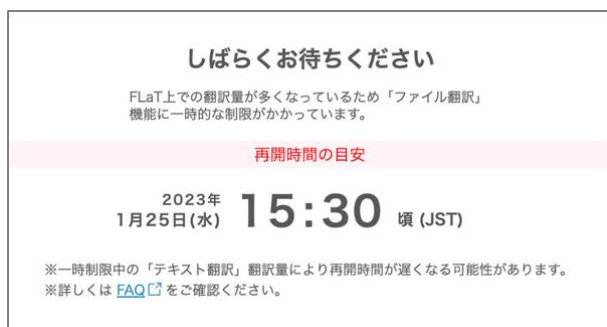 しばらくお待ちください
FLaT上での翻訳量が多くなっているため「ファイル翻訳」
機能に一時的な制限がかかっています。
再開時間の目安
2023年
1月25日(水) 15:30 頃 (JST)
※一時制限中の「テキスト翻訳」翻訳量により再開時間が遅くなる可能性があります。
※詳しくは FAQ をご確認ください。